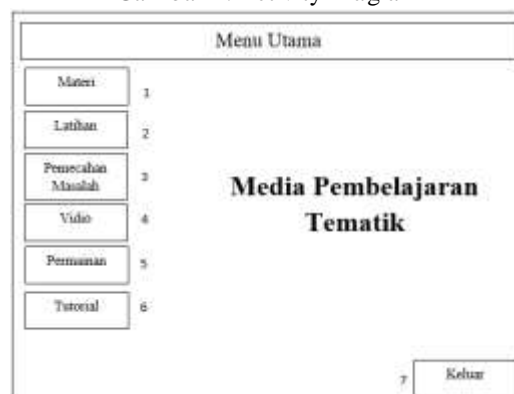 Menu Utama
Materi
1
Latihan
2
Pemecahan
Masalah
3
Media Pembelajaran
Tematik
Vidio
4
Permainan
5
Tutorial
6
7
Keluar